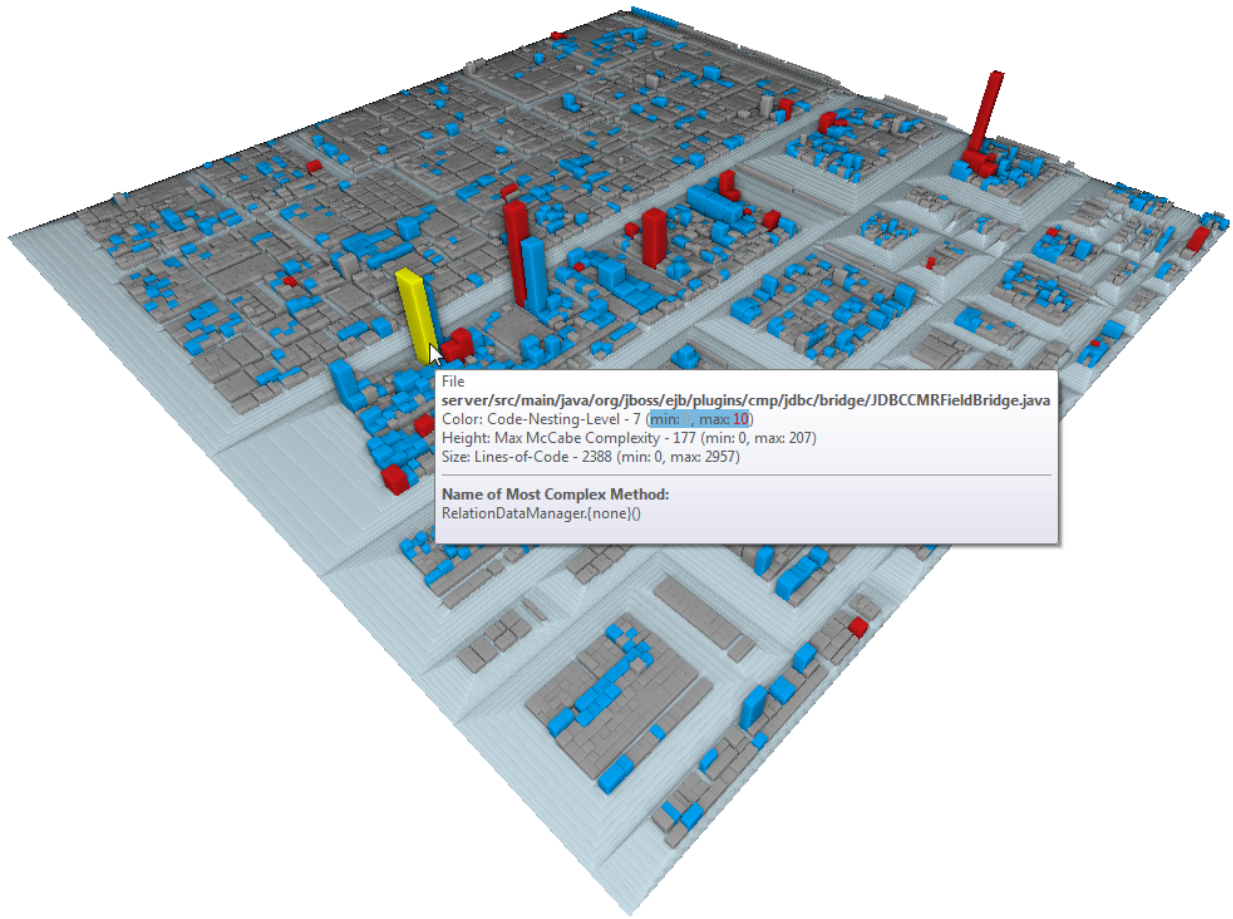 File
server/src/main/java/org/jboss/ejb/plugins/cmp/jdbc/bridge/JDBCCMRFieldBridge.java
Color: Code-Nesting-Level - 7 (min: , max: 10)
Height: Max McCabe Complexity - 177 (min: 0, max: 207)
Size: Lines-of-Code - 2388 (min: 0, max: 2957)
Name of Most Complex Method:
RelationDataManager.{none}()